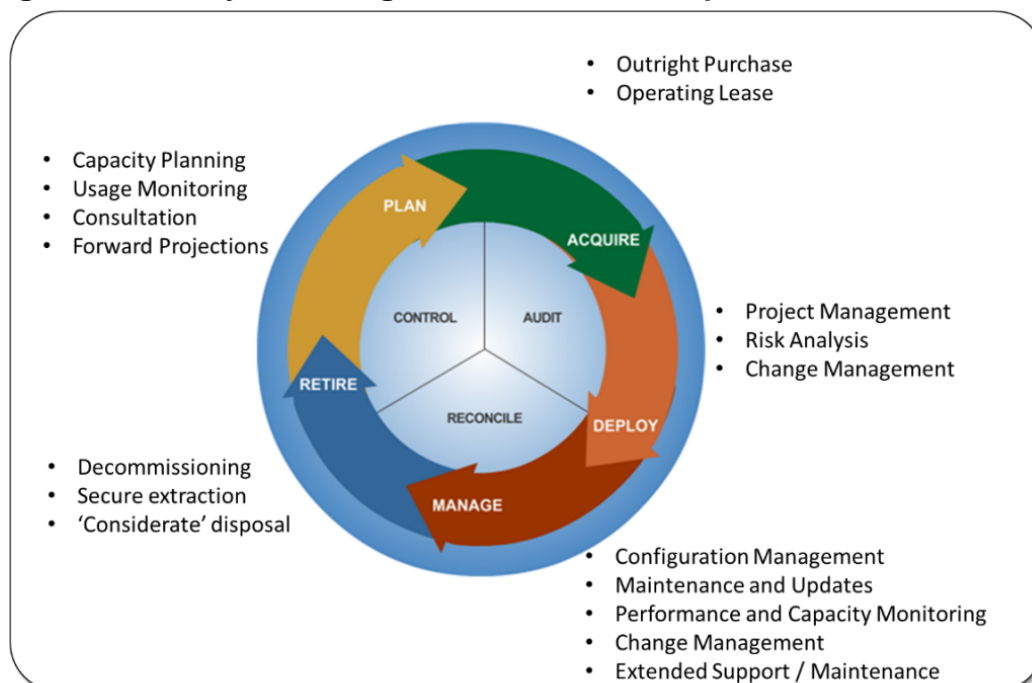 • Outright Purchase
• Operating Lease
• Capacity Planning
• Usage Monitoring
• Consultation
• Forward Projections
PLAN
ACQUIRE
CONTROL
AUDIT
• Project Management
• Risk Analysis
• Change Management
RETIRE
RECONCILE
DEPLOY
• Decommissioning
• Secure extraction
• ‘Considerate’ disposal
MANAGE
• Configuration Management
• Maintenance and Updates
• Performance and Capacity Monitoring
• Change Management
• Extended Support / Maintenance